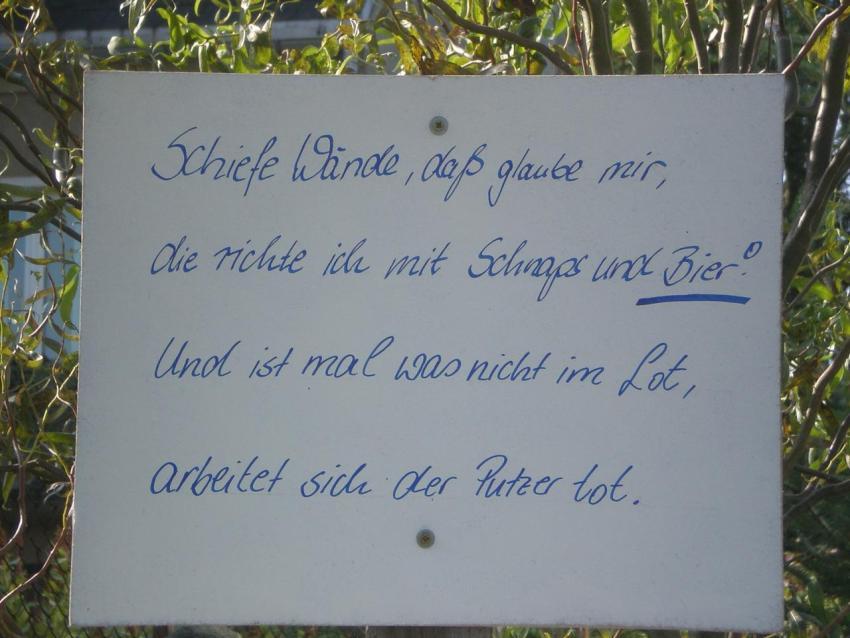 Schiefe Wände, daß glaube mir,
die richte ich mit Schnaps und Bier!
Und ist mal was nicht im Lot,
arbeitet sich der Putzer tot.